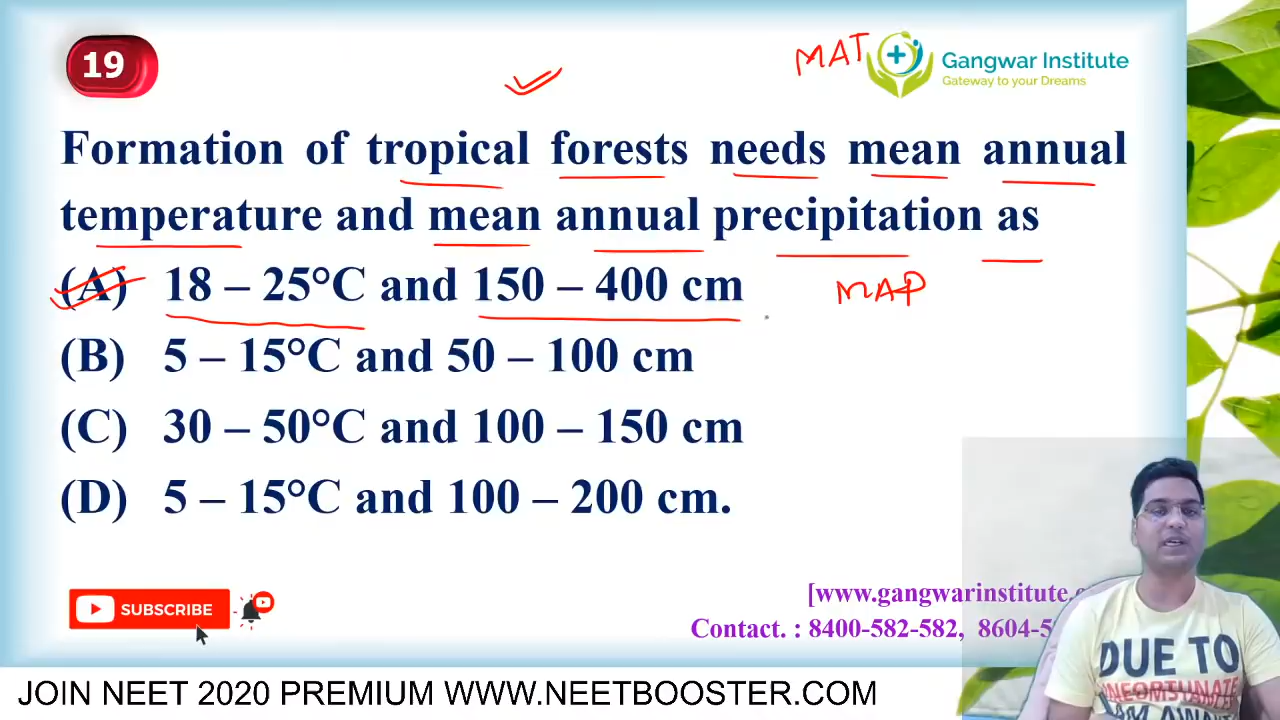 19
MAT
Gangwar Institute
Gateway to your Dreams
Formation of tropical forests needs mean annual
temperature and mean annual precipitation as
(A) 18 – 25°C and 150 – 400 cm
MAP
(B) 5 – 15°C and 50 – 100 cm
(C) 30 – 50°C and 100 – 150 cm
(D) 5 – 15°C and 100 – 200 cm.
SUBSCRIBE
[www.gangwarinstitute.
Contact. : 8400-582-582, 8604-5
DUE TO
JOIN NEET 2020 PREMIUM WWW.NEETBOOSTER.COM